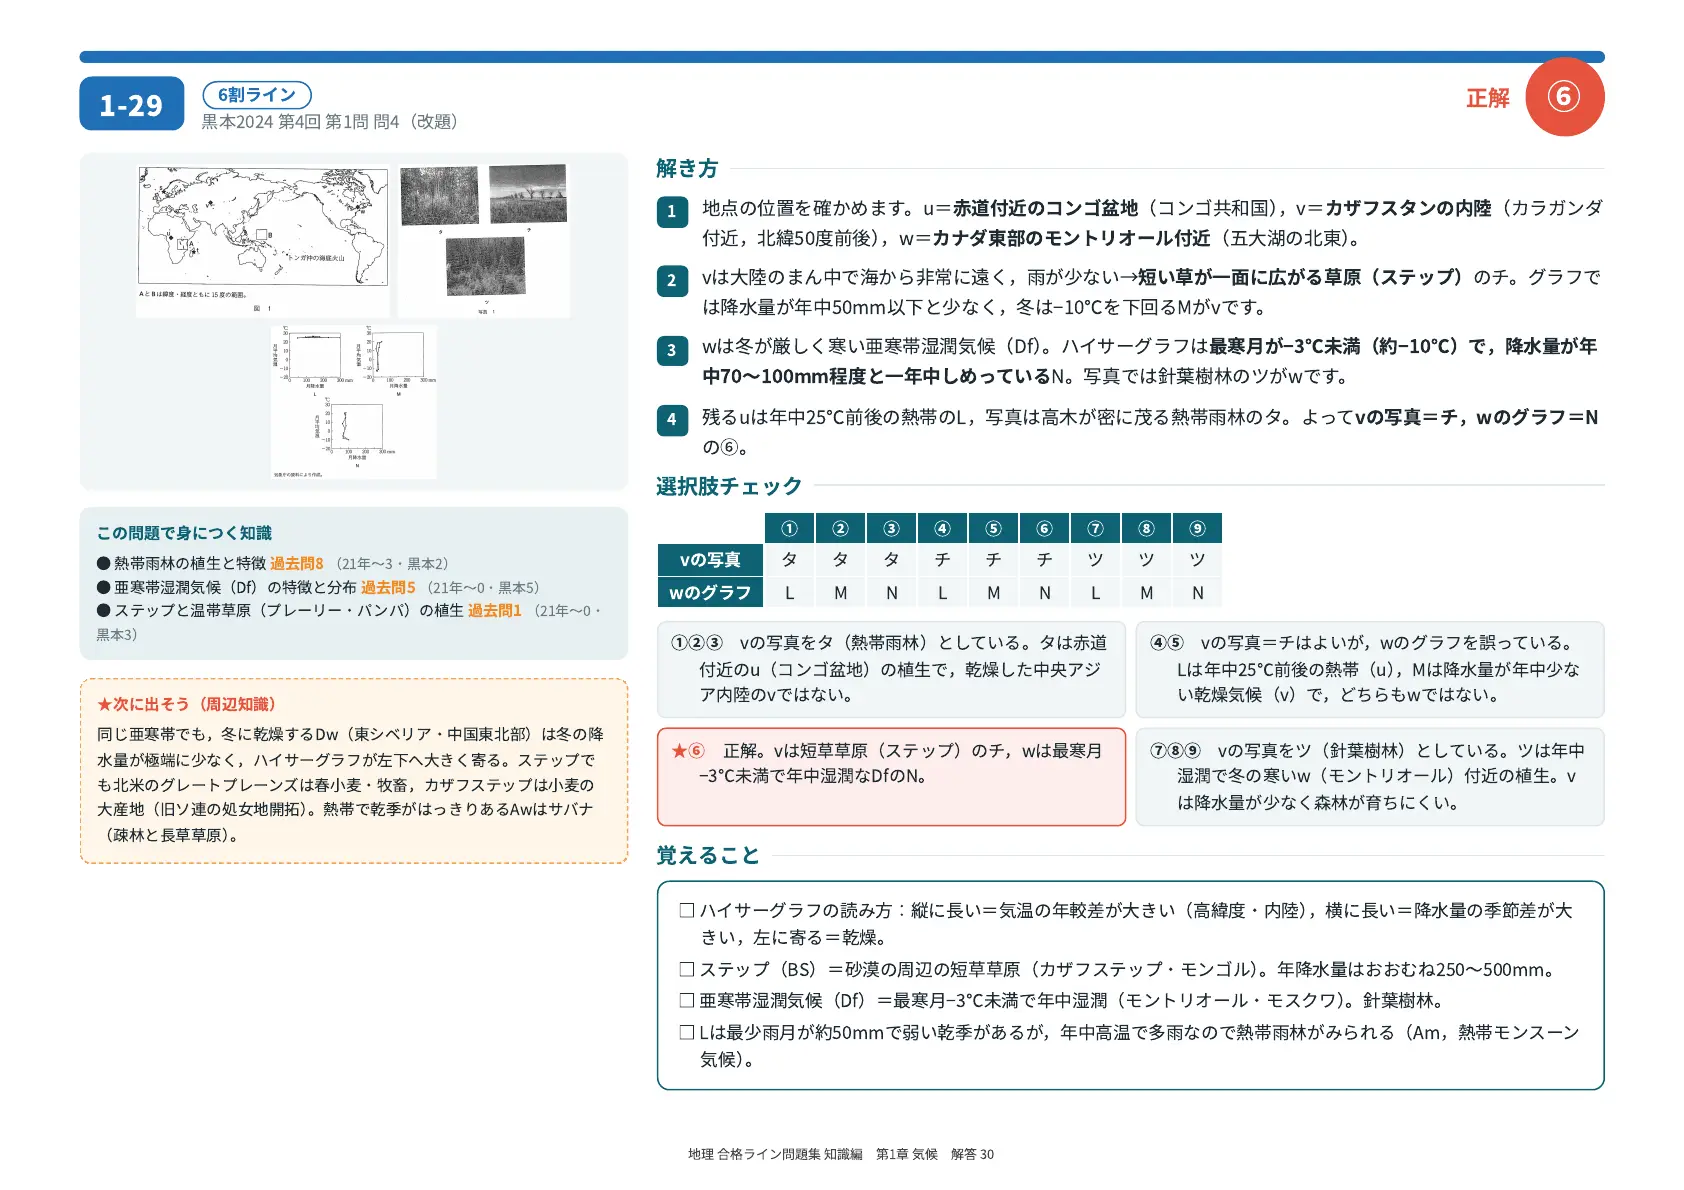 1-29
6割ライン
黒本2024 第4回 第1問 問4（改題）
正解 ⑥
トンガ沖の海底火山
AとBは緯度・経度ともに15度の範囲。
図 1
タ
チ
ツ
写真 1
月降水量
L
月降水量
M
月降水量
N
この問題で身につく知識
●熱帯雨林の植生と特徴 過去問8 （21年〜3・黒本2）
●亜寒帯湿潤気候（Df）の特徴と分布 過去問5 （21年〜0・黒本5）
●ステップと温帯草原（プレーリー・パンパ）の植生 過去問1 （21年〜0・
黒本3）
★次に出そう（周辺知識）
同じ亜寒帯でも，冬に乾燥するDw（東シベリア・中国東北部）は冬の降
水量が極端に少なく，ハイサーグラフが左下へ大きく寄る。ステップで
も北米のグレートプレーンズは春小麦・牧畜，カザフステップは小麦の
大産地（旧ソ連の処女地開拓）。熱帯で乾季がはっきりあるAwはサバナ
（疎林と長草草原）。
解き方
1 地点の位置を確かめます。u＝赤道付近のコンゴ盆地（コンゴ共和国），v＝カザフスタンの内陸（カラガンダ
付近，北緯50度前後），w＝カナダ東部のモントリオール付近（五大湖の北東）。
2 vは大陸のまん中で海から非常に遠く，雨が少ない→短い草が一面に広がる草原（ステップ）のチ。グラフで
は降水量が年中50mm以下と少なく，冬は−10℃を下回るMがvです。
3 wは冬が厳しく寒い亜寒帯湿潤気候（Df）。ハイサーグラフは最寒月が−3℃未満（約−10℃）で，降水量が年
中70〜100mm程度と一年中しめっているN。写真では針葉樹林のツがwです。
4 残るuは年中25℃前後の熱帯のL，写真は高木が密に茂る熱帯雨林のタ。よってvの写真＝チ，wのグラフ＝N
の⑥。
選択肢チェック
① ② ③ ④ ⑤ ⑥ ⑦ ⑧ ⑨
vの写真 タ タ タ チ チ チ ツ ツ ツ
wのグラフ L M N L M N L M N
①②③ vの写真をタ（熱帯雨林）としている。タは赤道
付近のu（コンゴ盆地）の植生で，乾燥した中央アジ
ア内陸のvではない。
④⑤ vの写真＝チはよいが，wのグラフを誤っている。
Lは年中25℃前後の熱帯（u），Mは降水量が年中少な
い乾燥気候（v）で，どちらもwではない。
★⑥ 正解。vは短草草原（ステップ）のチ，wは最寒月
−3℃未満で年中湿潤なDfのN。
⑦⑧⑨ vの写真をツ（針葉樹林）としている。ツは年中
湿潤で冬の寒いw（モントリオール）付近の植生。v
は降水量が少なく森林が育ちにくい。
覚えること
□ ハイサーグラフの読み方：縦に長い＝気温の年較差が大きい（高緯度・内陸），横に長い＝降水量の季節差が大
きい，左に寄る＝乾燥。
□ ステップ（BS）＝砂漠の周辺の短草草原（カザフステップ・モンゴル）。年降水量はおおむね250〜500mm。
□ 亜寒帯湿潤気候（Df）＝最寒月−3℃未満で年中湿潤（モントリオール・モスクワ）。針葉樹林。
□ Lは最少雨月が約50mmで弱い乾季があるが，年中高温で多雨なので熱帯雨林がみられる（Am，熱帯モンスーン
気候）。
地理 合格ライン問題集 知識編 第1章 気候 解答 30